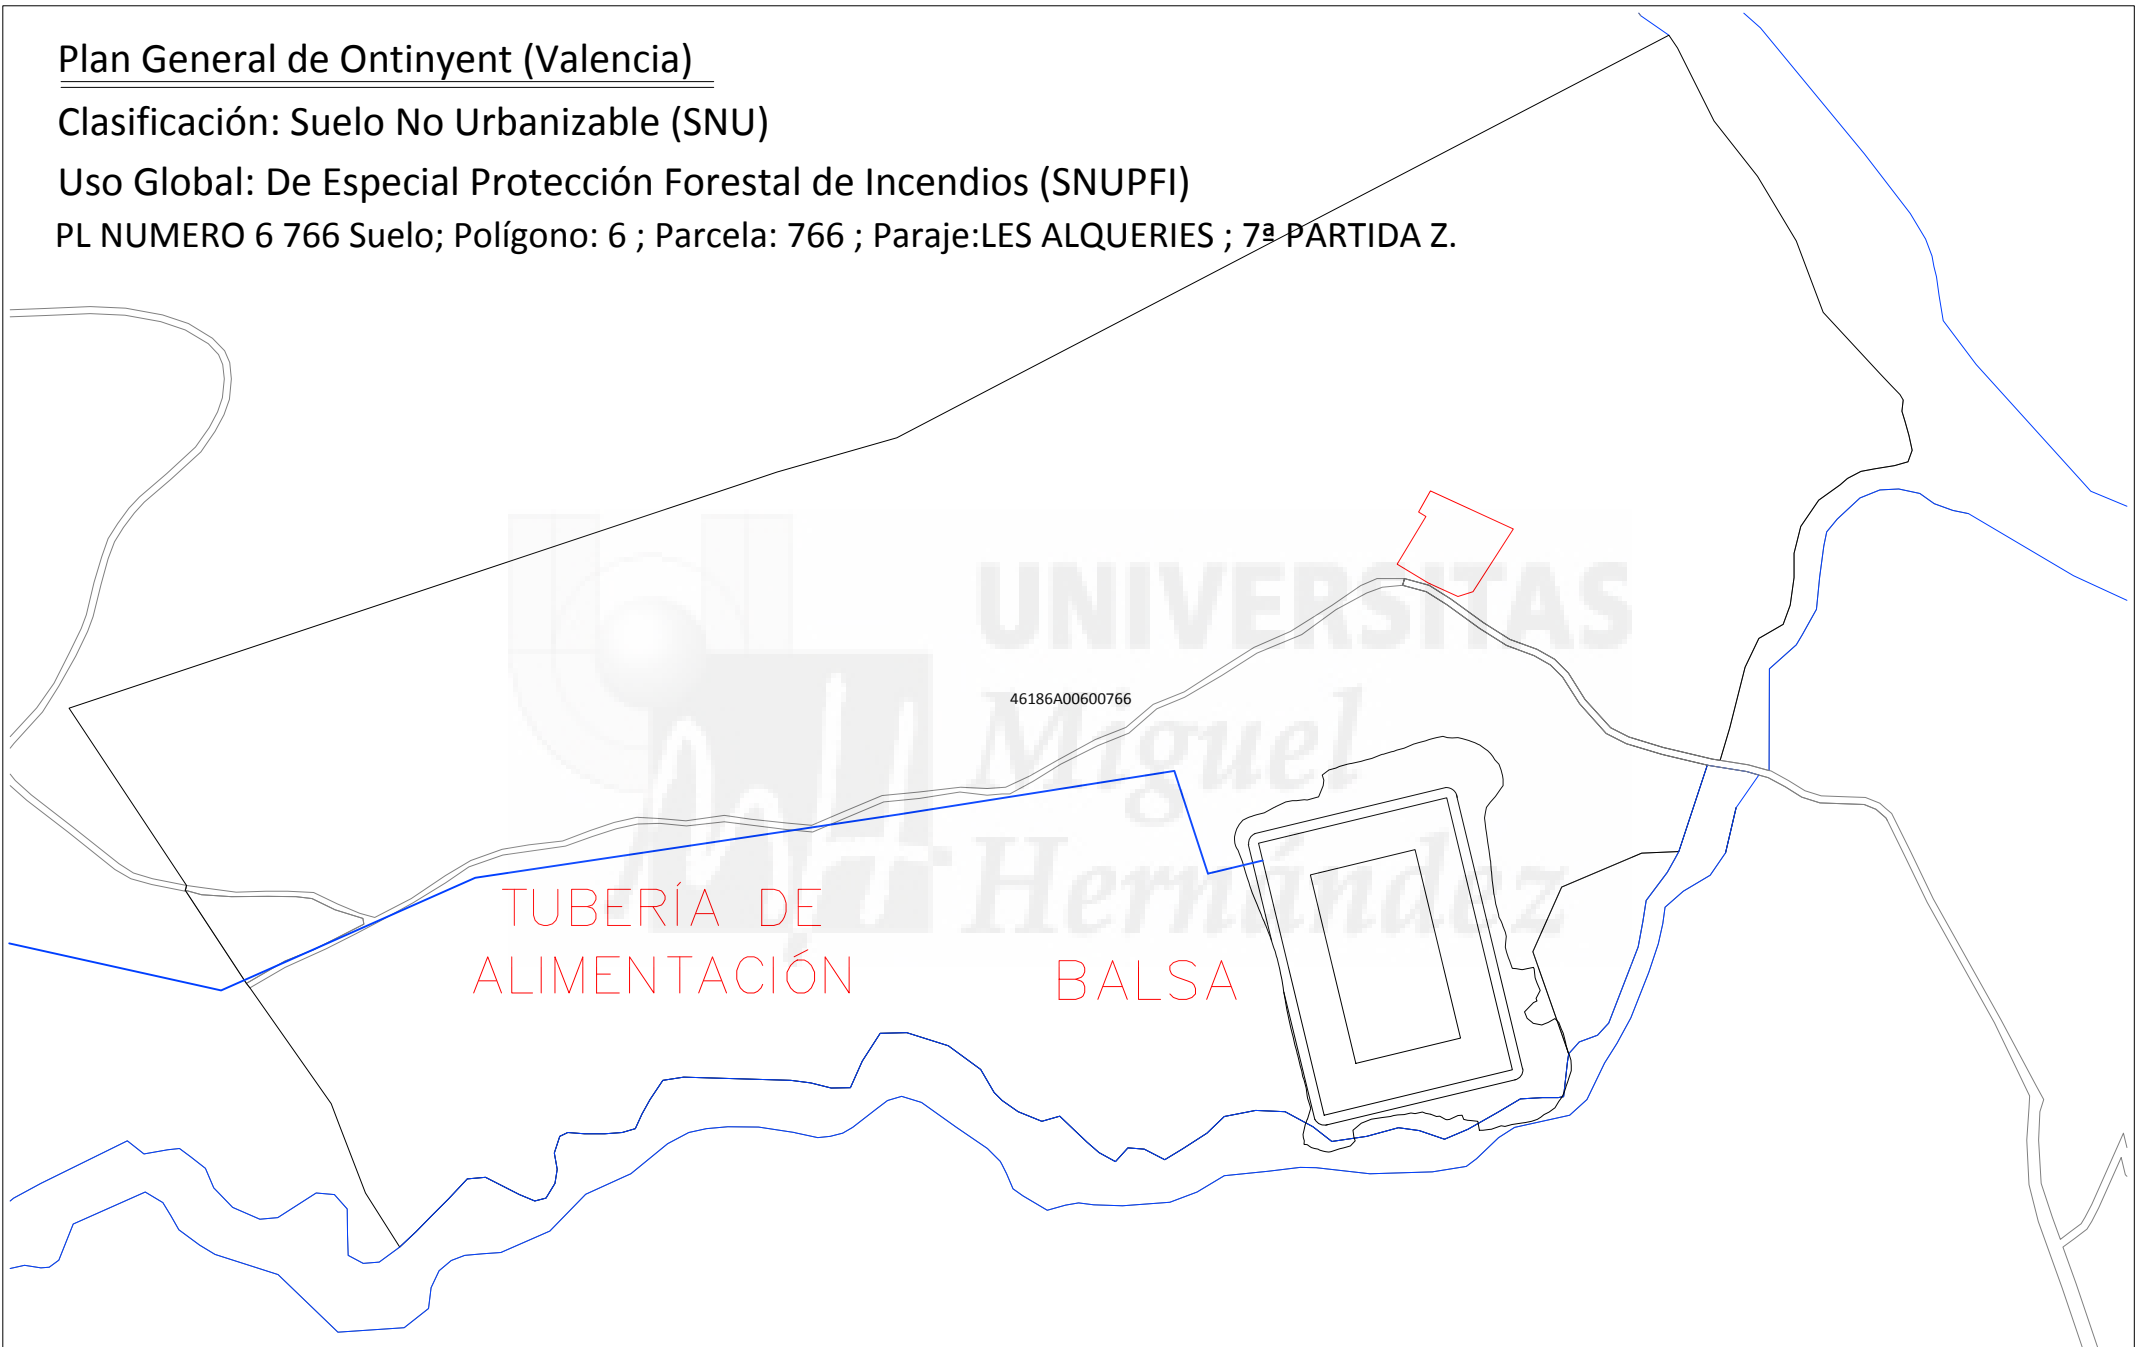 Plan General de Ontinyent (Valencia)
Clasificación: Suelo No Urbanizable (SNU)
Uso Global: De Especial Protección Forestal de Incendios (SNUPFI)
PL NUMERO 6 766 Suelo; Polígono: 6 ; Parcela: 766 ; Paraje:LES ALQUERIES ; 7ª PARTIDA Z.
UNIVERSITAS
46186A00600766
Miguel
Hernández
TUBERÍA DE
ALIMENTACIÓN
BALSA